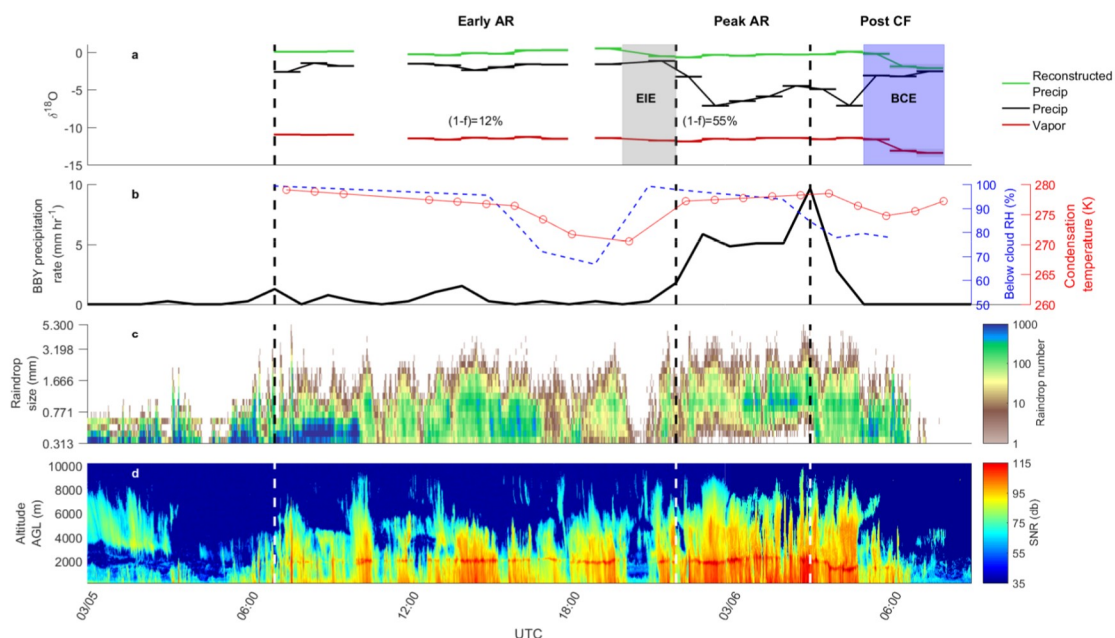 Early AR
Peak AR
Post CF
a
0
-5
-10
-15
δ¹⁸O
(1-f)=12%
EIE
(1-f)=55%
BCE
Reconstructed
Precip
Precip
Vapor
b
10
5
0
BBY precipitation
rate (mm hr⁻¹)
100
90
80
70
60
50
Below cloud RH (%)
280
275
270
265
260
Condensation
temperature (K)
c
5.300
3.198
1.666
0.771
0.313
Raindrop
size (mm)
1000
100
10
1
Raindrop number
d
10000
8000
6000
4000
2000
Altitude
AGL (m)
115
95
75
55
35
SNR (db)
03/05
06:00
12:00
18:00
03/06
06:00
UTC